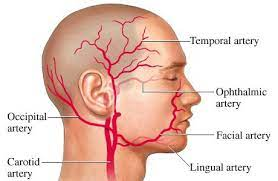 Temporal artery
Ophthalmic
artery
Occipital
artery
Facial artery
Carotid
artery
Lingual artery